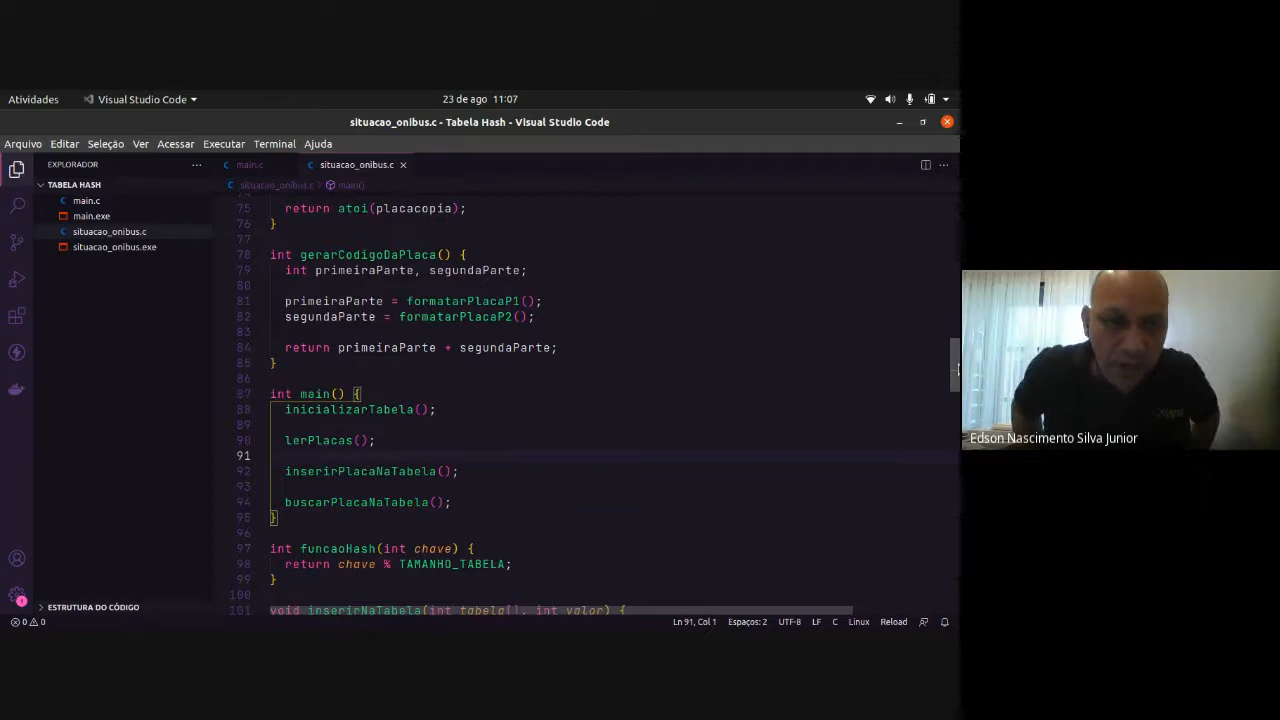 Atividades Visual Studio Code 23 de ago 11:07
situacao_onibus.c - Tabela Hash - Visual Studio Code
Arquivo Editar Seleção Ver Acessar Executar Terminal Ajuda
EXPLORADOR
TABELA HASH
main.c
main.exe
situacao_onibus.c
situacao_onibus.exe
ESTRUTURA DO CÓDIGO
main.c situacao_onibus.c
situacao_onibus.c main()
75 return atoi(placacopia);
76 }
77
78 int gerarCodigoDaPlaca() {
79 int primeiraParte, segundaParte;
80
81 primeiraParte = formatarPlacaP1();
82 segundaParte = formatarPlacaP2();
83
84 return primeiraParte + segundaParte;
85 }
86
87 int main() {
88 inicializarTabela();
89
90 lerPlacas();
91
92 inserirPlacaNaTabela();
93
94 buscarPlacaNaTabela();
95 }
96
97 int funcaoHash(int chave) {
98 return chave % TAMANHO_TABELA;
99 }
100
101 void inserirNaTabela(int tabela[], int valor) {
0 0 Ln 91, Col 1 Espaços: 2 UTF-8 LF C Linux Reload
1
Edson Nascimento Silva Junior